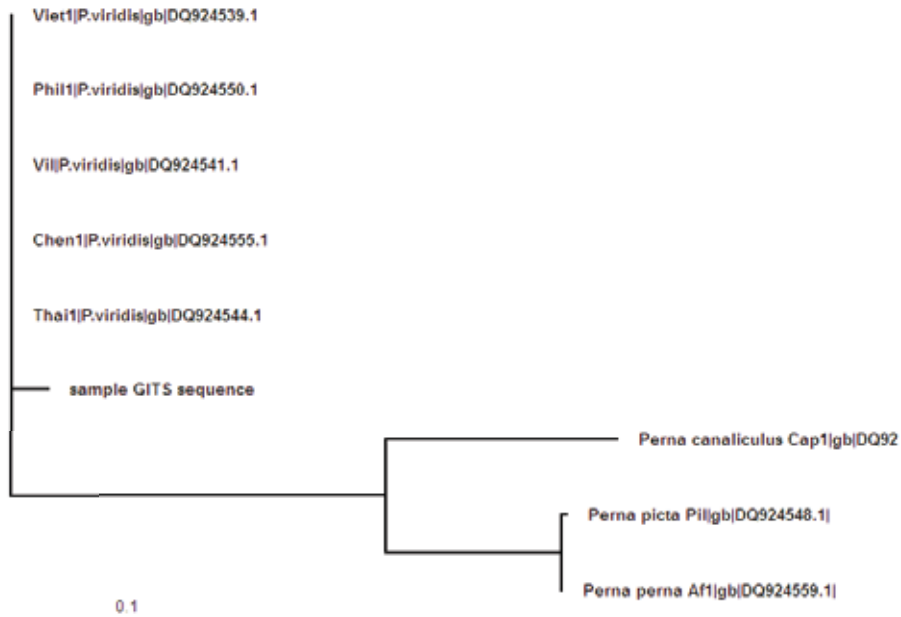 Viet1|P.viridis|gb|DQ924539.1
Phil1|P.viridis|gb|DQ924550.1
Vil|P.viridis|gb|DQ924541.1
Chen1|P.viridis|gb|DQ924555.1
Thai1|P.viridis|gb|DQ924544.1
sample GITS sequence
Perna canaliculus Cap1|gb|DQ92
Perna picta Pil|gb|DQ924548.1|
Perna perna Af1|gb|DQ924559.1|
0.1